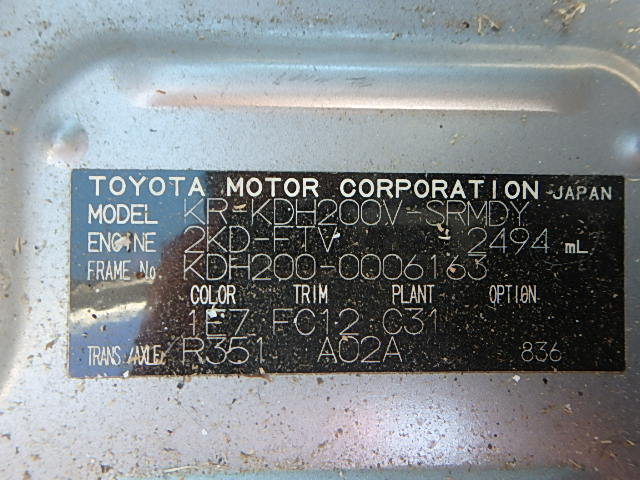 TOYOTA MOTOR CORPORATION JAPAN
MODEL KR-KDH200V-SRMDY
ENGINE 2KD-FTV 2494 mL
FRAME No. KDH200-0006163
COLOR TRIM PLANT OPTION
1E7 FC12 C31
TRANS/AXLE R351 A02A 836